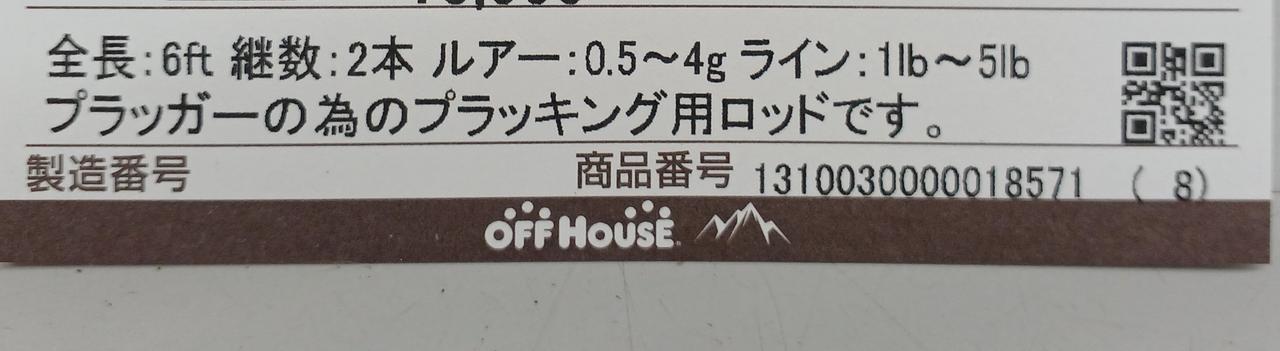 全長:6ft 継数:2本 ルアー:0.5～4g ライン:1lb～5lb
プラッガーの為のプラッキング用ロッドです。
製造番号 商品番号 1310030000018571 ( 8)
OFF HOUSE